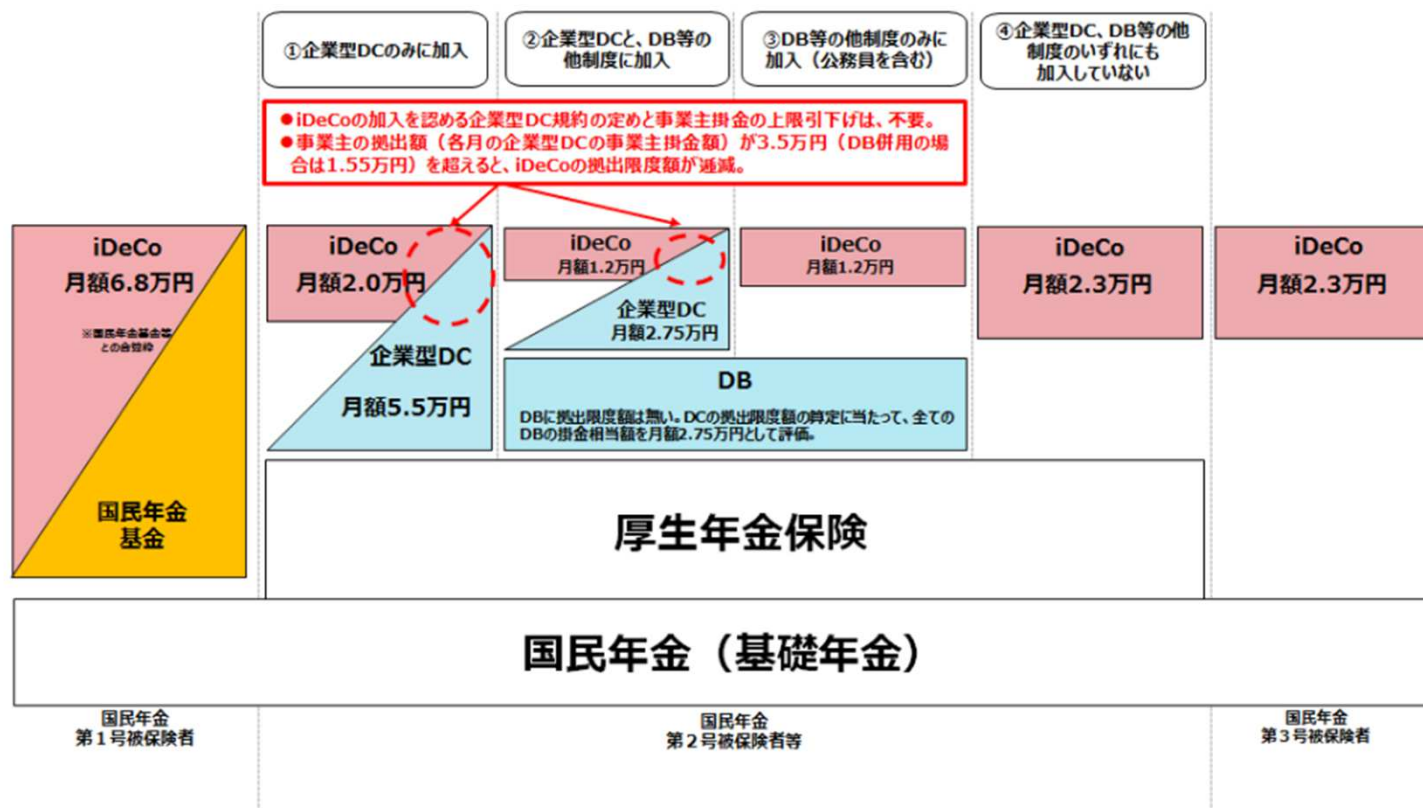 ①企業型DCのみに加入
②企業型DCと、DB等の
他制度に加入
③DB等の他制度のみに
加入（公務員を含む）
④企業型DC、DB等の他
制度のいずれにも
加入していない
●iDeCoの加入を認める企業型DC規約の定めと事業主掛金の上限引下げは、不要。
●事業主の拠出額（各月の企業型DCの事業主掛金額）が3.5万円（DB併用の場
合は1.55万円）を超えると、iDeCoの拠出限度額が逓減。
iDeCo
月額6.8万円
※国民年金基金等
との合算枠
国民年金
基金
iDeCo
月額2.0万円
企業型DC
月額5.5万円
iDeCo
月額1.2万円
企業型DC
月額2.75万円
iDeCo
月額1.2万円
DB
DBに拠出限度額は無い。DCの拠出限度額の算定に当たって、全ての
DBの掛金相当額を月額2.75万円として評価。
iDeCo
月額2.3万円
iDeCo
月額2.3万円
厚生年金保険
国民年金（基礎年金）
国民年金
第１号被保険者
国民年金
第２号被保険者等
国民年金
第３号被保険者